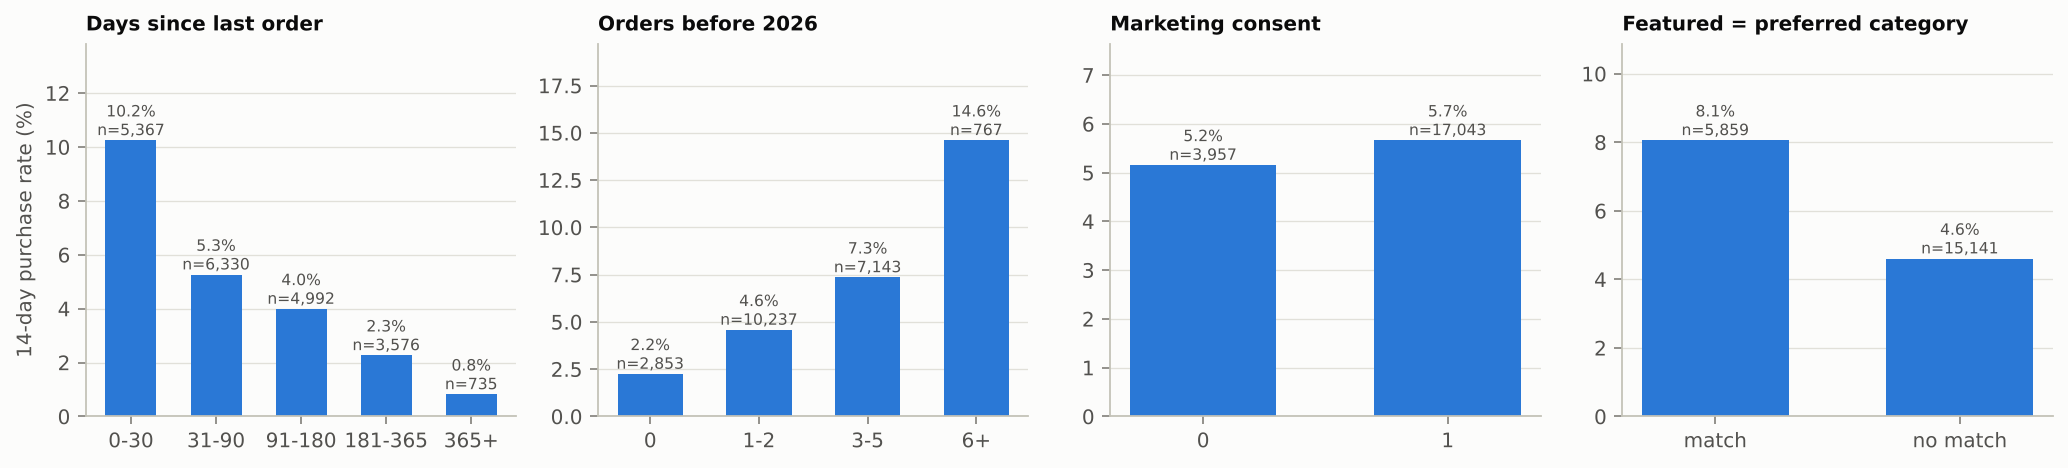 Days since last order
14-day purchase rate (%)
12
10
8
6
4
2
0
10.2%
n=5,367
5.3%
n=6,330
4.0%
n=4,992
2.3%
n=3,576
0.8%
n=735
0-30
31-90
91-180
181-365
365+
Orders before 2026
17.5
15.0
12.5
10.0
7.5
5.0
2.5
0.0
2.2%
n=2,853
4.6%
n=10,237
7.3%
n=7,143
14.6%
n=767
0
1-2
3-5
6+
Marketing consent
7
6
5
4
3
2
1
0
5.2%
n=3,957
5.7%
n=17,043
0
1
Featured = preferred category
10
8
6
4
2
0
8.1%
n=5,859
4.6%
n=15,141
match
no match